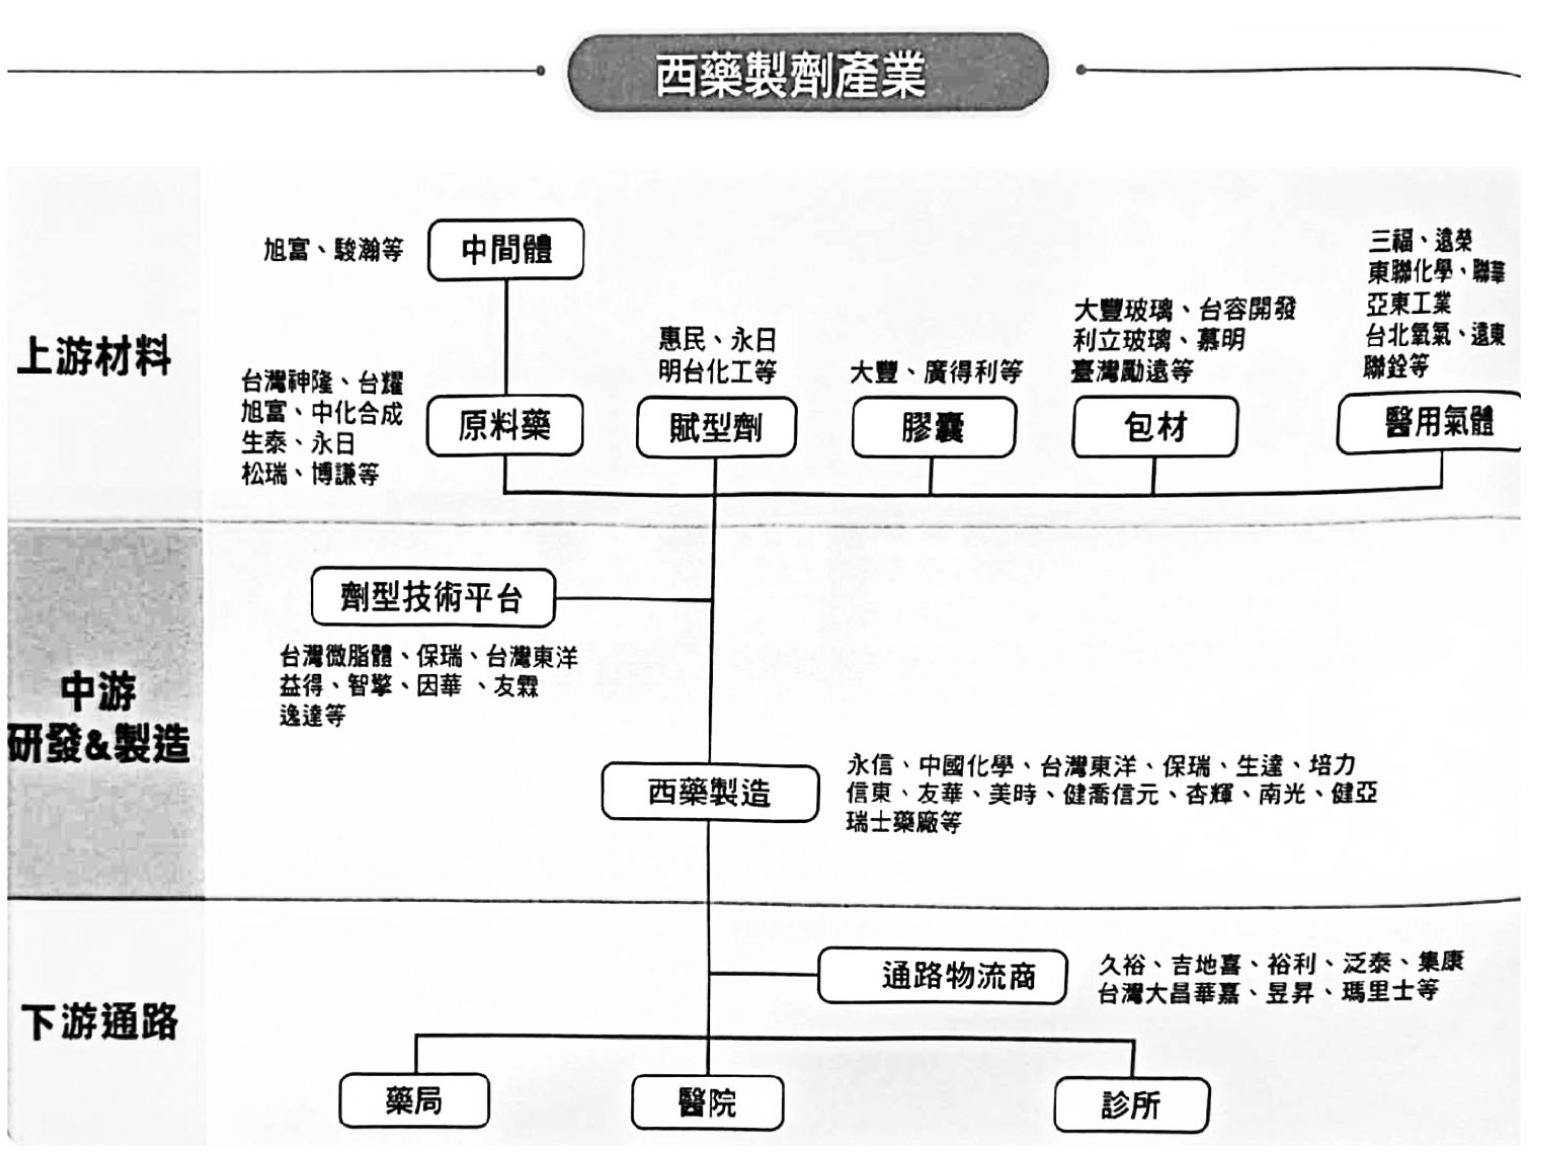 西藥製劑產業
上游材料
旭富、駿瀚等
中間體
台灣神隆、台耀
旭富、中化合成
生泰、永日
松瑞、博謙等
原料藥
惠民、永日
明台化工等
賦型劑
大豐、廣得利等
膠囊
大豐玻璃、台容開發
利立玻璃、慕明
臺灣勵遠等
包材
三福、遠榮
東聯化學、聯華
亞東工業
台北氧氣、遠東
聯銓等
醫用氣體
中游
研發&製造
劑型技術平台
台灣微脂體、保瑞、台灣東洋
益得、智擎、因華、友霖
逸達等
西藥製造
永信、中國化學、台灣東洋、保瑞、生達、培力
信東、友華、美時、健喬信元、杏輝、南光、健亞
瑞士藥廠等
下游通路
通路物流商
久裕、吉地喜、裕利、泛泰、集康
台灣大昌華嘉、昱昇、瑪里士等
藥局
醫院
診所